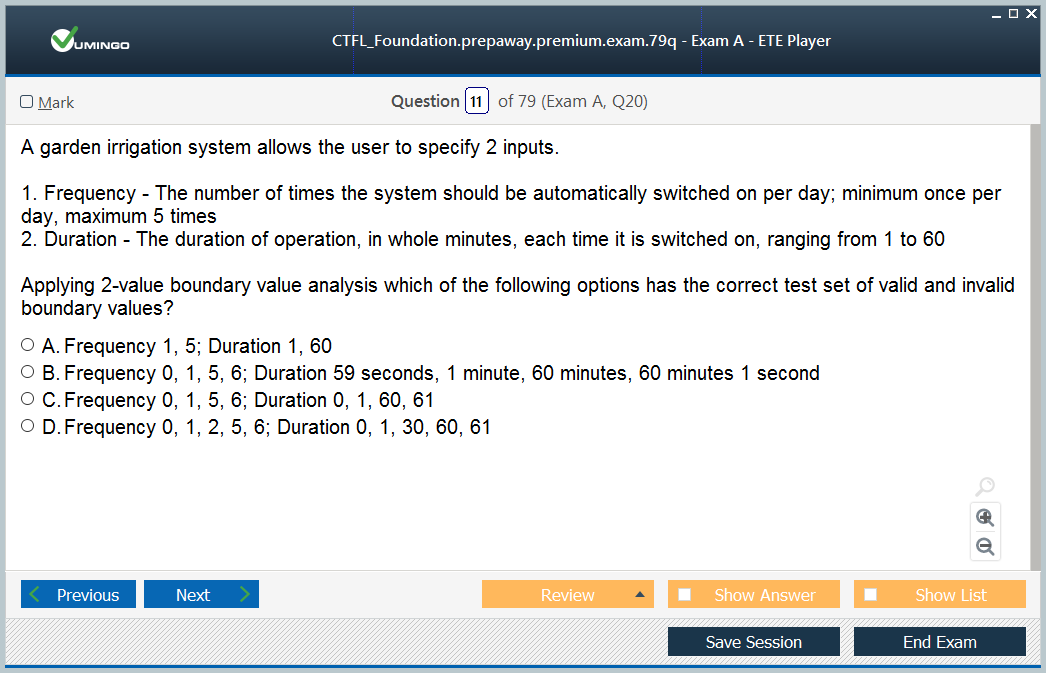 VUMINGO
CTFL_Foundation.prepaway.premium.exam.79q - Exam A - ETE Player
Mark
Question 11 of 79 (Exam A, Q20)
A garden irrigation system allows the user to specify 2 inputs.
1. Frequency - The number of times the system should be automatically switched on per day; minimum once per
day, maximum 5 times
2. Duration - The duration of operation, in whole minutes, each time it is switched on, ranging from 1 to 60
Applying 2-value boundary value analysis which of the following options has the correct test set of valid and invalid
boundary values?
A. Frequency 1, 5; Duration 1, 60
B. Frequency 0, 1, 5, 6; Duration 59 seconds, 1 minute, 60 minutes, 60 minutes 1 second
C. Frequency 0, 1, 5, 6; Duration 0, 1, 60, 61
D. Frequency 0, 1, 2, 5, 6; Duration 0, 1, 30, 60, 61
Previous Next Review Show Answer Show List
Save Session End Exam